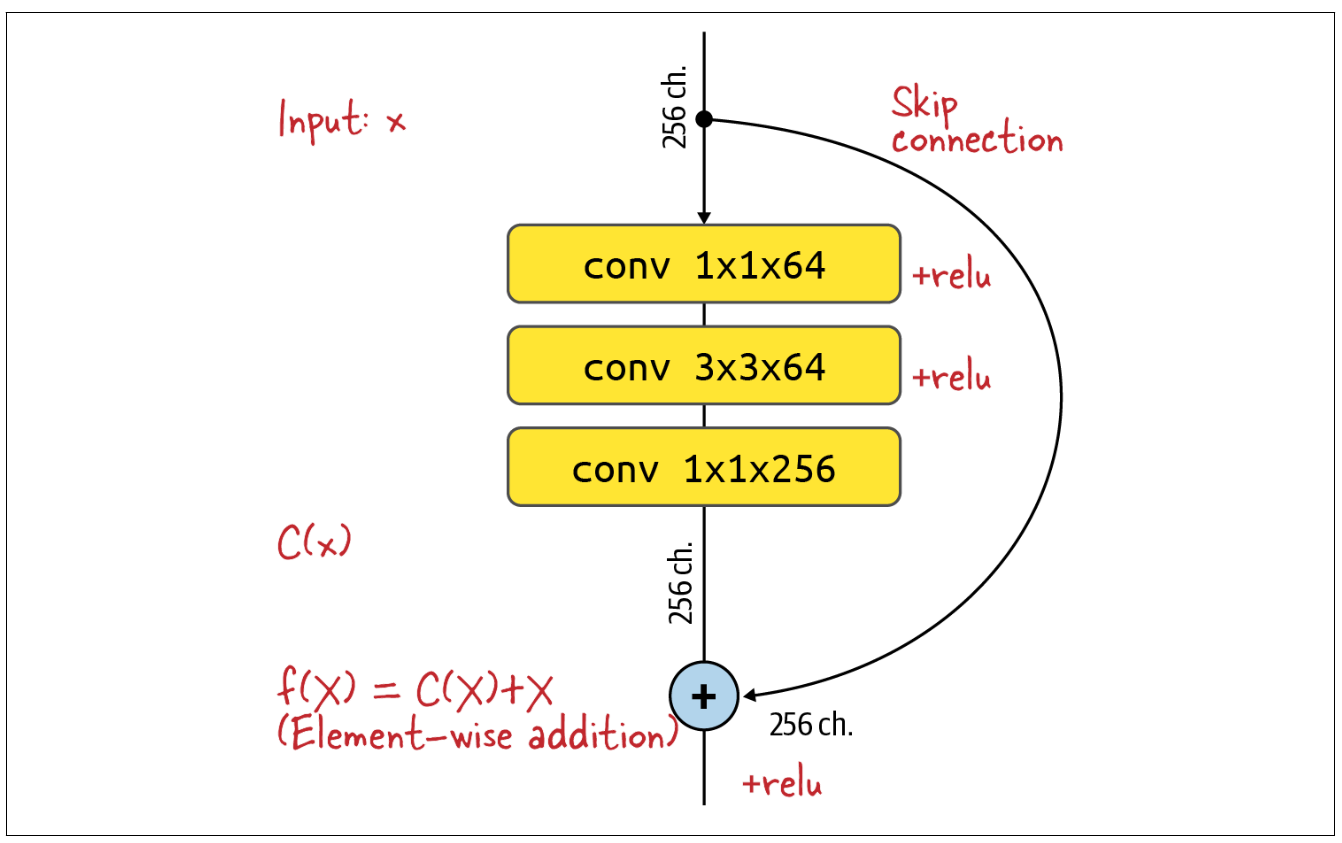 256 ch.
Input: x
Skip
connection
conv 1x1x64
+relu
conv 3x3x64
+relu
conv 1x1x256
C(x)
256 ch.
f(X) = C(X)+X
(Element-wise addition)
+
256 ch.
+relu